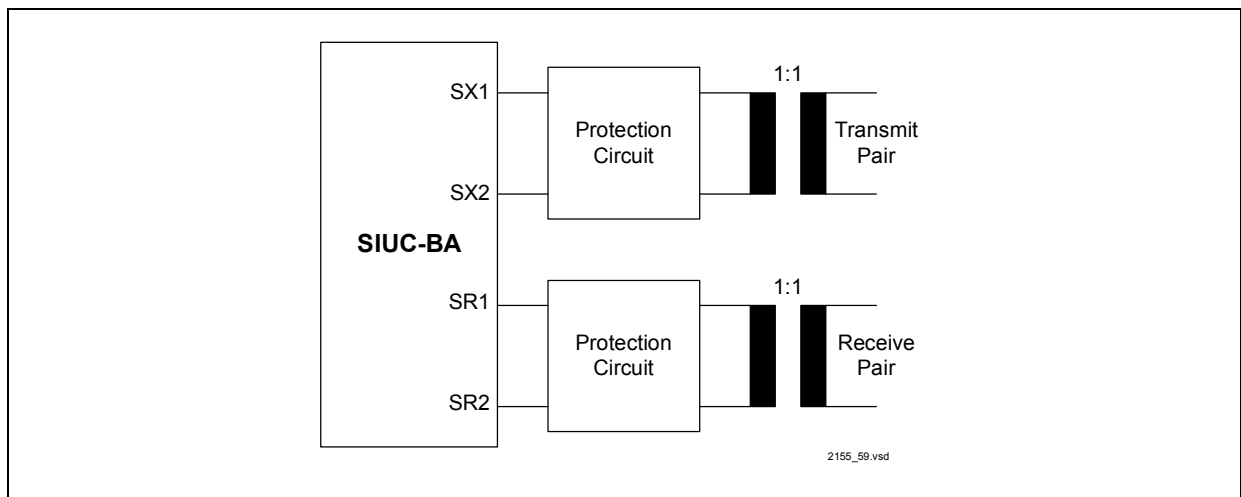 1:1
SX1
Protection
Circuit
Transmit
Pair
SX2
SIUC-BA
1:1
SR1
Protection
Circuit
Receive
Pair
SR2
2155_59.vsd